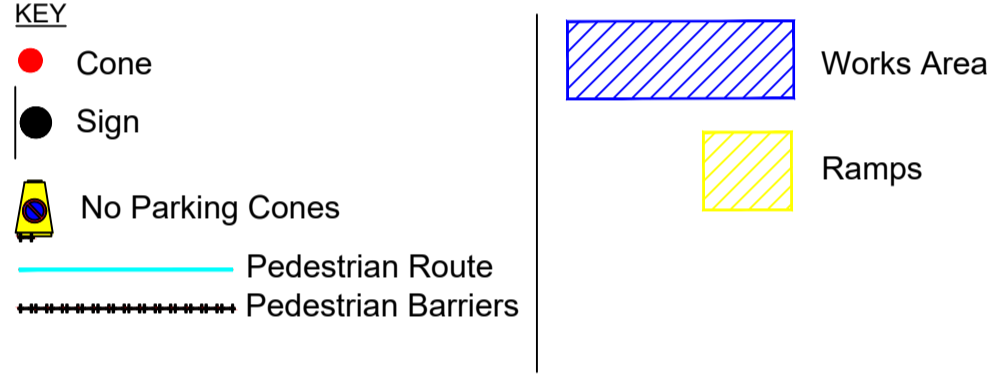 KEY
Cone
Sign
No Parking Cones
Pedestrian Route
Pedestrian Barriers
Works Area
Ramps